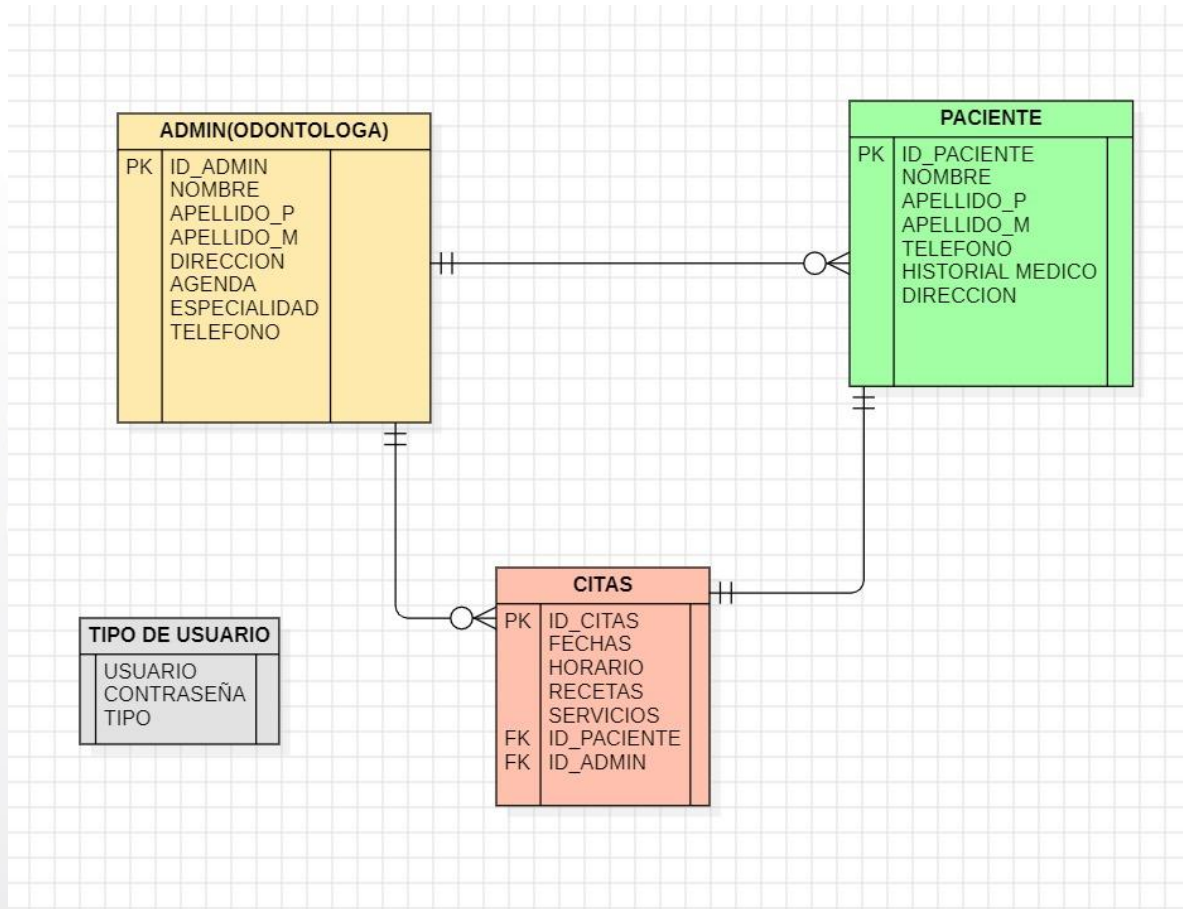 ADMIN(ODONTOLOGA)
PK ID_ADMIN
NOMBRE
APELLIDO_P
APELLIDO_M
DIRECCION
AGENDA
ESPECIALIDAD
TELEFONO
PACIENTE
PK ID_PACIENTE
NOMBRE
APELLIDO_P
APELLIDO_M
TELEFONO
HISTORIAL MEDICO
DIRECCION
TIPO DE USUARIO
USUARIO
CONTRASEÑA
TIPO
CITAS
PK ID_CITAS
FECHAS
HORARIO
RECETAS
SERVICIOS
FK ID_PACIENTE
FK ID_ADMIN